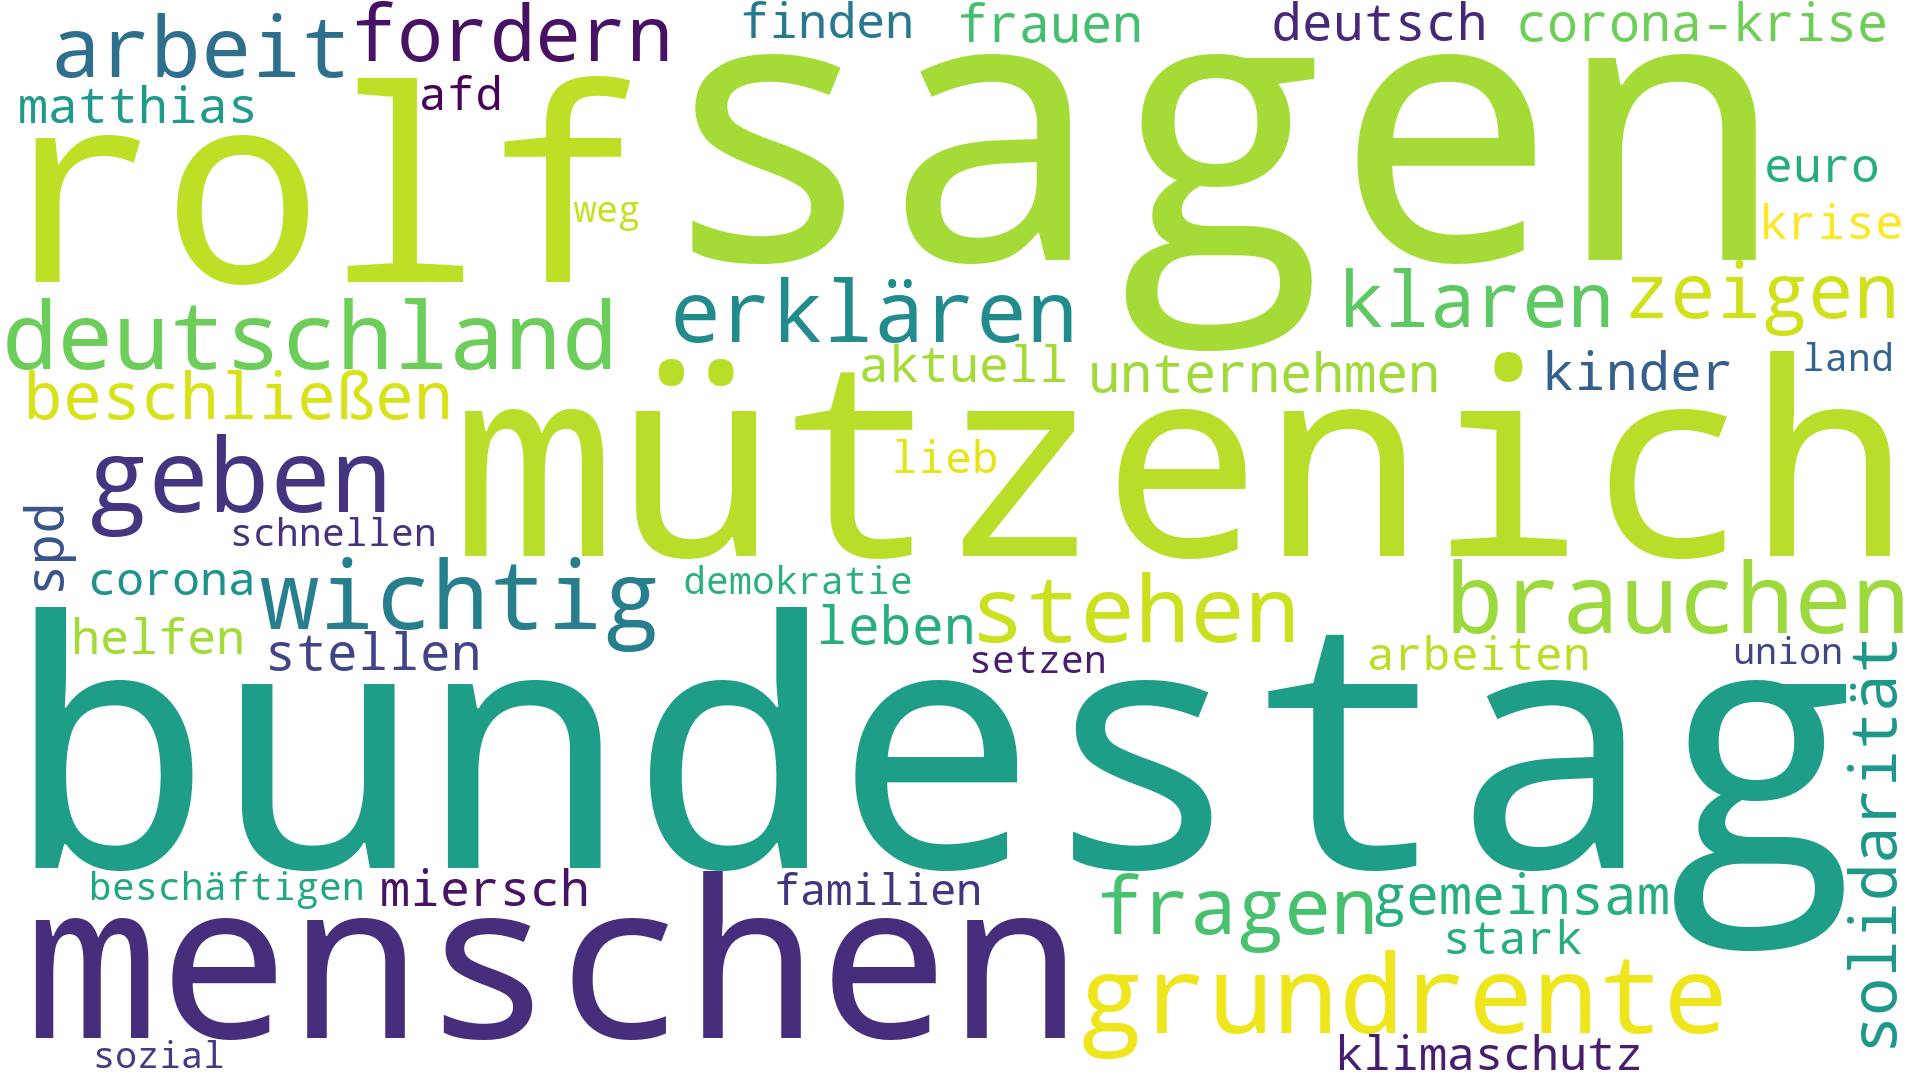 arbeit
fordern
finden
frauen
deutsch
corona-krise
matthias
afd
rolf
sagen
euro
weg
krise
deutschland
erklären
klaren
zeigen
beschließen
aktuell
unternehmen
kinder
land
mützenich
geben
lieb
schnellen
spd
corona
wichtig
demokratie
stehen
brauchen
helfen
stellen
leben
setzen
arbeiten
union
solidarität
bundestag
beschäftigen
miersch
familien
fragen
gemeinsam
stark
menschen
grundrente
sozial
klimaschutz